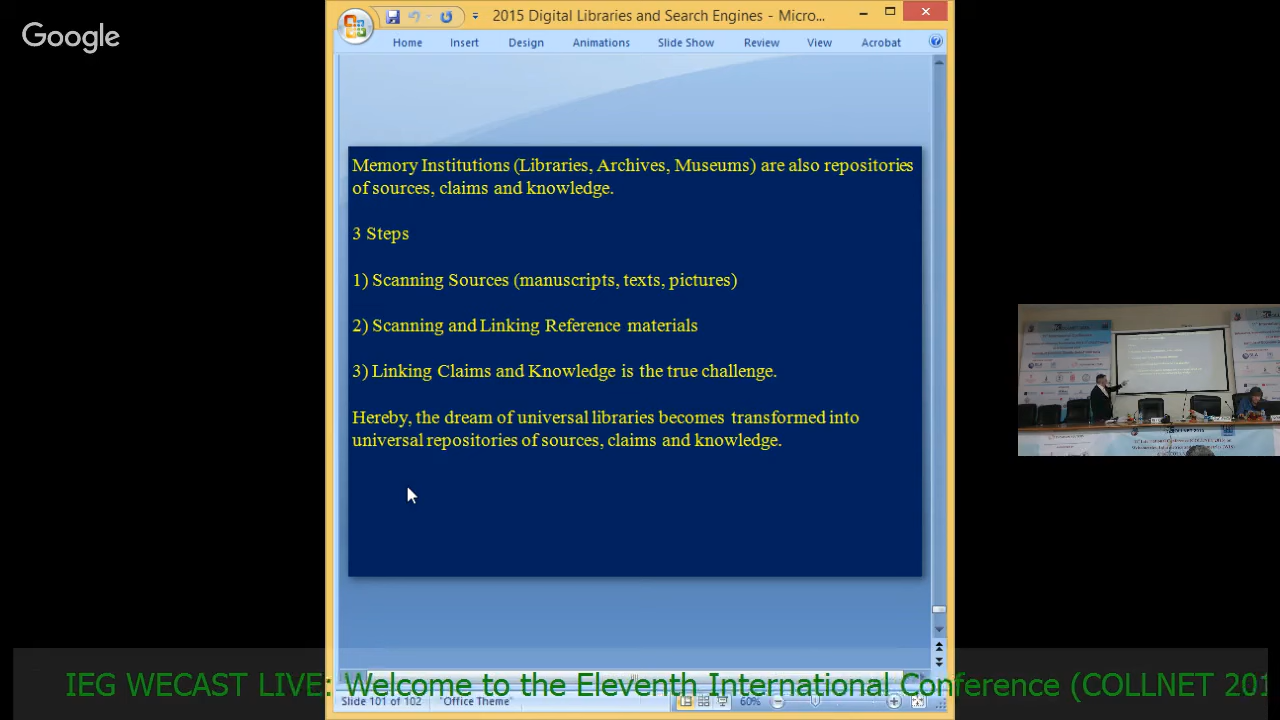 Google
2015 Digital Libraries and Search Engines - Micro...
Home Insert Design Animations Slide Show Review View Acrobat
Memory Institutions (Libraries, Archives, Museums) are also repositories
of sources, claims and knowledge.
3 Steps
1) Scanning Sources (manuscripts, texts, pictures)
2) Scanning and Linking Reference materials
3) Linking Claims and Knowledge is the true challenge.
Hereby, the dream of universal libraries becomes transformed into
universal repositories of sources, claims and knowledge.
IEG WECAST LIVE: Welcome to the Eleventh International Conference (COLLNET 201
Slide 101 of 102 "Office Theme" 60%